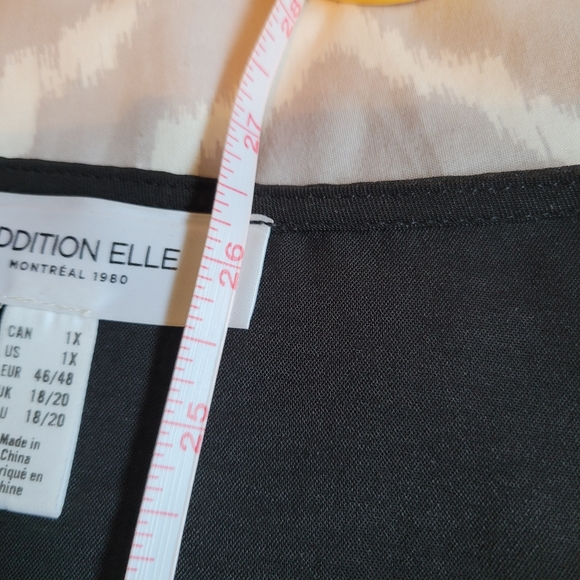 28
27
DDITION ELLE
MONTRÉAL 1980
26
CAN 1X
US 1X
EUR 46/48
UK 18/20
U 18/20
25
Made in
China
riqué en
hine